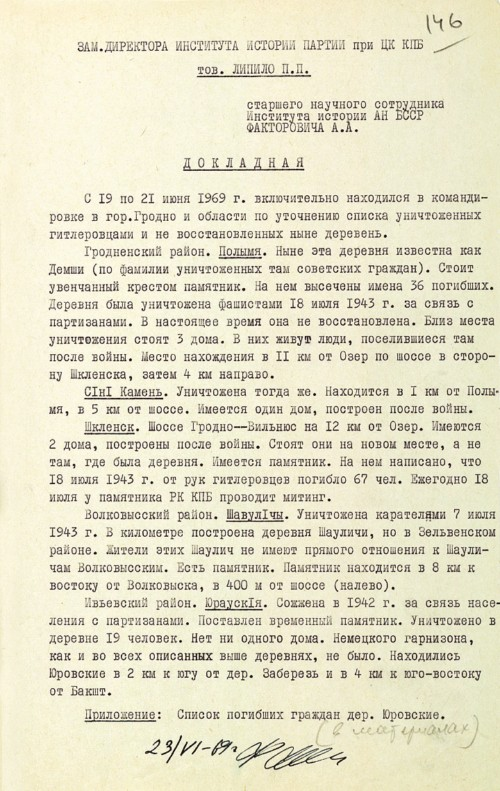 146
ЗАМ.ДИРЕКТОРА ИНСТИТУТА ИСТОРИИ ПАРТИИ при ЦК КПБ
тов. ЛИПИЛО П.П.
старшего научного сотрудника
Института истории АН БССР
ФАКТОРОВИЧА А.А.
ДОКЛАДНАЯ
С 19 по 21 июня 1969 г. включительно находился в команди-
ровке в гор.Гродно и области по уточнению списка уничтоженных
гитлеровцами и не восстановленных ныне деревень.
Гродненский район. Полымя. Ныне эта деревня известна как
Демши (по фамилии уничтоженных там советских граждан). Стоит
увенчанный крестом памятник. На нем высечены имена 36 погибших.
Деревня была уничтожена фашистами 18 июля 1943 г. за связь с
партизанами. В настоящее время она не восстановлена. Близ места
уничтожения стоят 3 дома. В них живут люди, поселившиеся там
после войны. Место нахождения в II км от Озер по шоссе в сторо-
ну Шкленска, затем 4 км направо.
СIнI Камень. Уничтожена тогда же. Находится в I км от Полы-
мя, в 5 км от шоссе. Имеется один дом, построен после войны.
Шкленск. Шоссе Гродно--Вильнюс на 12 км от Озер. Имеются
2 дома, построены после войны. Стоят они на новом месте, а не
там, где была деревня. Имеется памятник. На нем написано, что
18 июля 1943 г. от рук гитлеровцев погибло 67 чел. Ежегодно 18
июля у памятника РК КПБ проводит митинг.
Волковысский район. ШавулIчы. Уничтожена карателями 7 июля
1943 г. В километре построена деревня Шауличи, но в Зельвенском
районе. Жители этих Шаулич не имеют прямого отношения к Шаули-
чам Волковысским. Есть памятник. Памятник находится в 8 км к
востоку от Волковыска, в 400 м от шоссе (налево).
Ивьевский район. ЮраускIя. Сожжена в 1942 г. за связь насе-
ления с партизанами. Поставлен временный памятник. Уничтожено в
деревне 19 человек. Нет ни одного дома. Немецкого гарнизона,
как и во всех описанных выше деревнях, не было. Находились
Юровские в 2 км к югу от дер. Заберезь и в 4 км к юго-востоку
от Бакшт.
Приложение: Список погибших граждан дер. Юровские.
(в материалах)
23/VI-69г